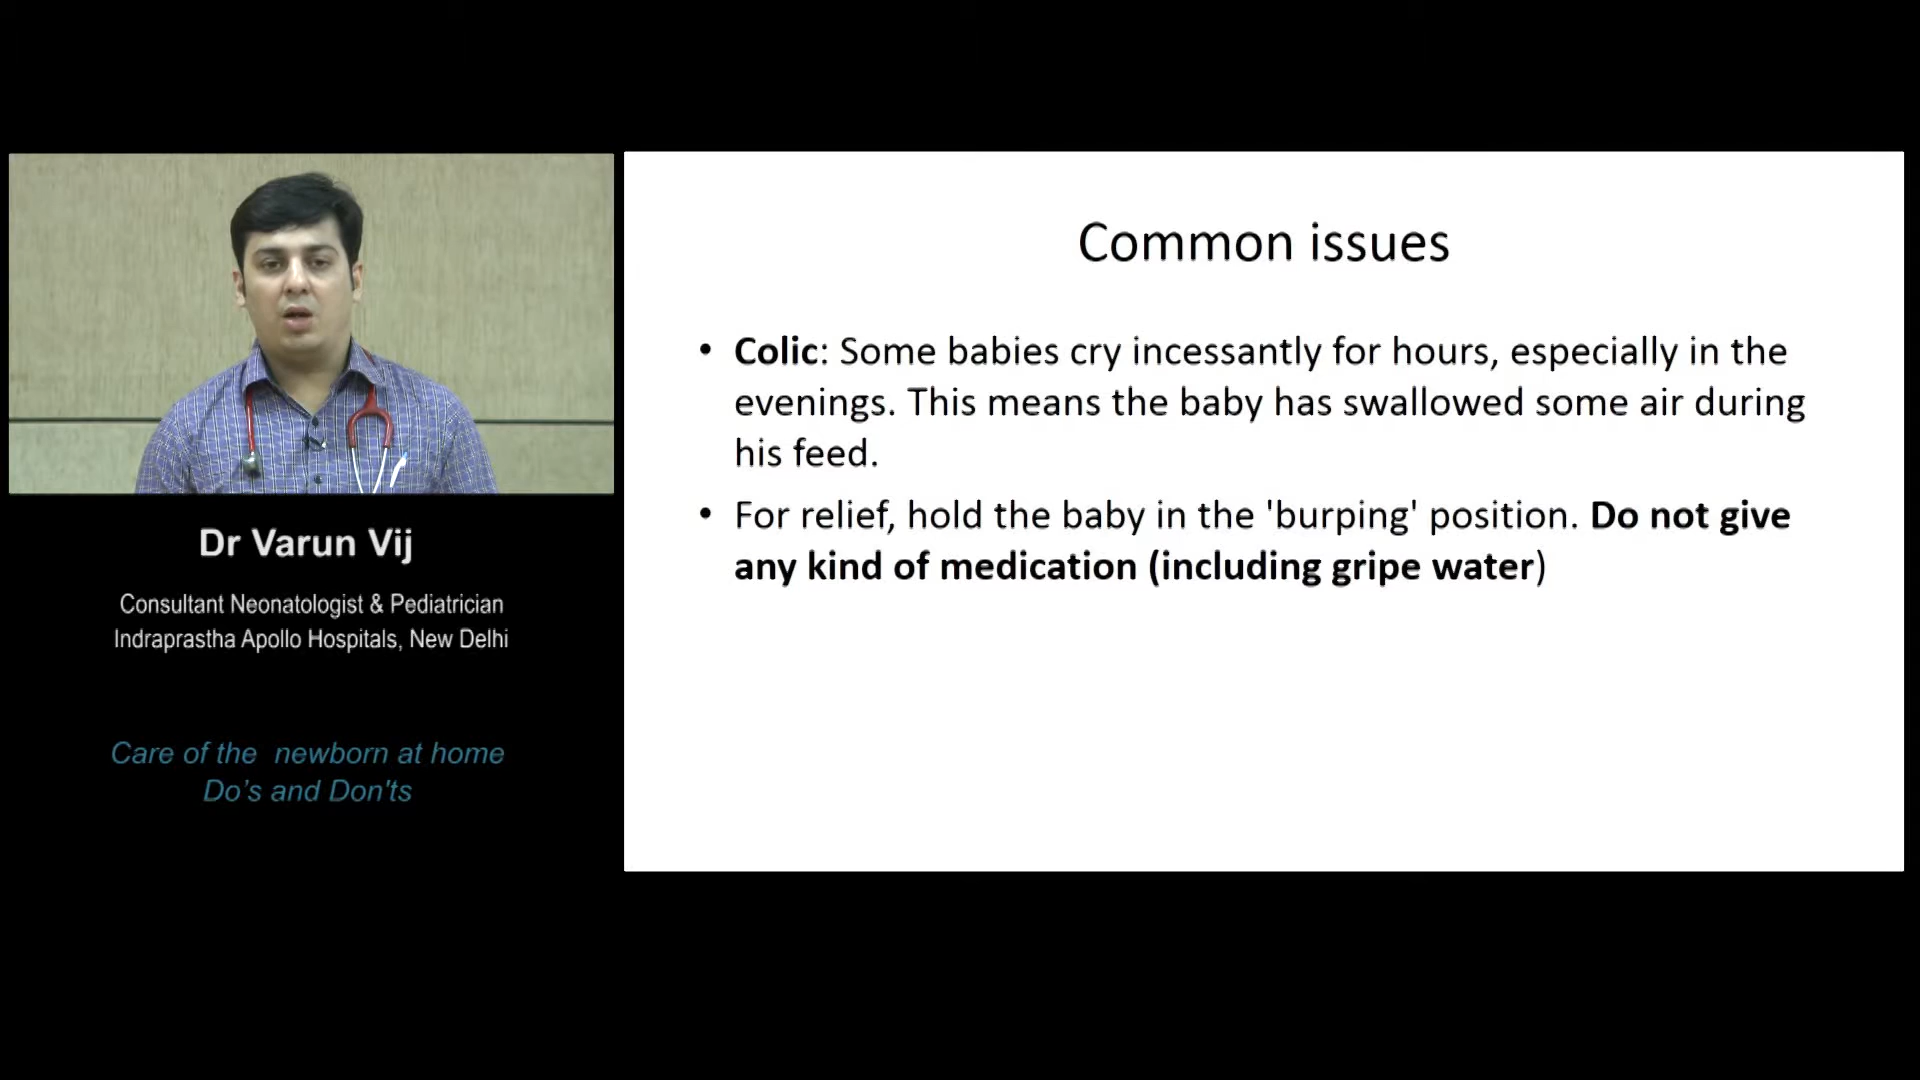 Dr Varun Vij
Consultant Neonatologist & Pediatrician
Indraprastha Apollo Hospitals, New Delhi
Care of the newborn at home
Do’s and Don'ts
Common issues
• Colic: Some babies cry incessantly for hours, especially in the
evenings. This means the baby has swallowed some air during
his feed.
• For relief, hold the baby in the 'burping' position. Do not give
any kind of medication (including gripe water)